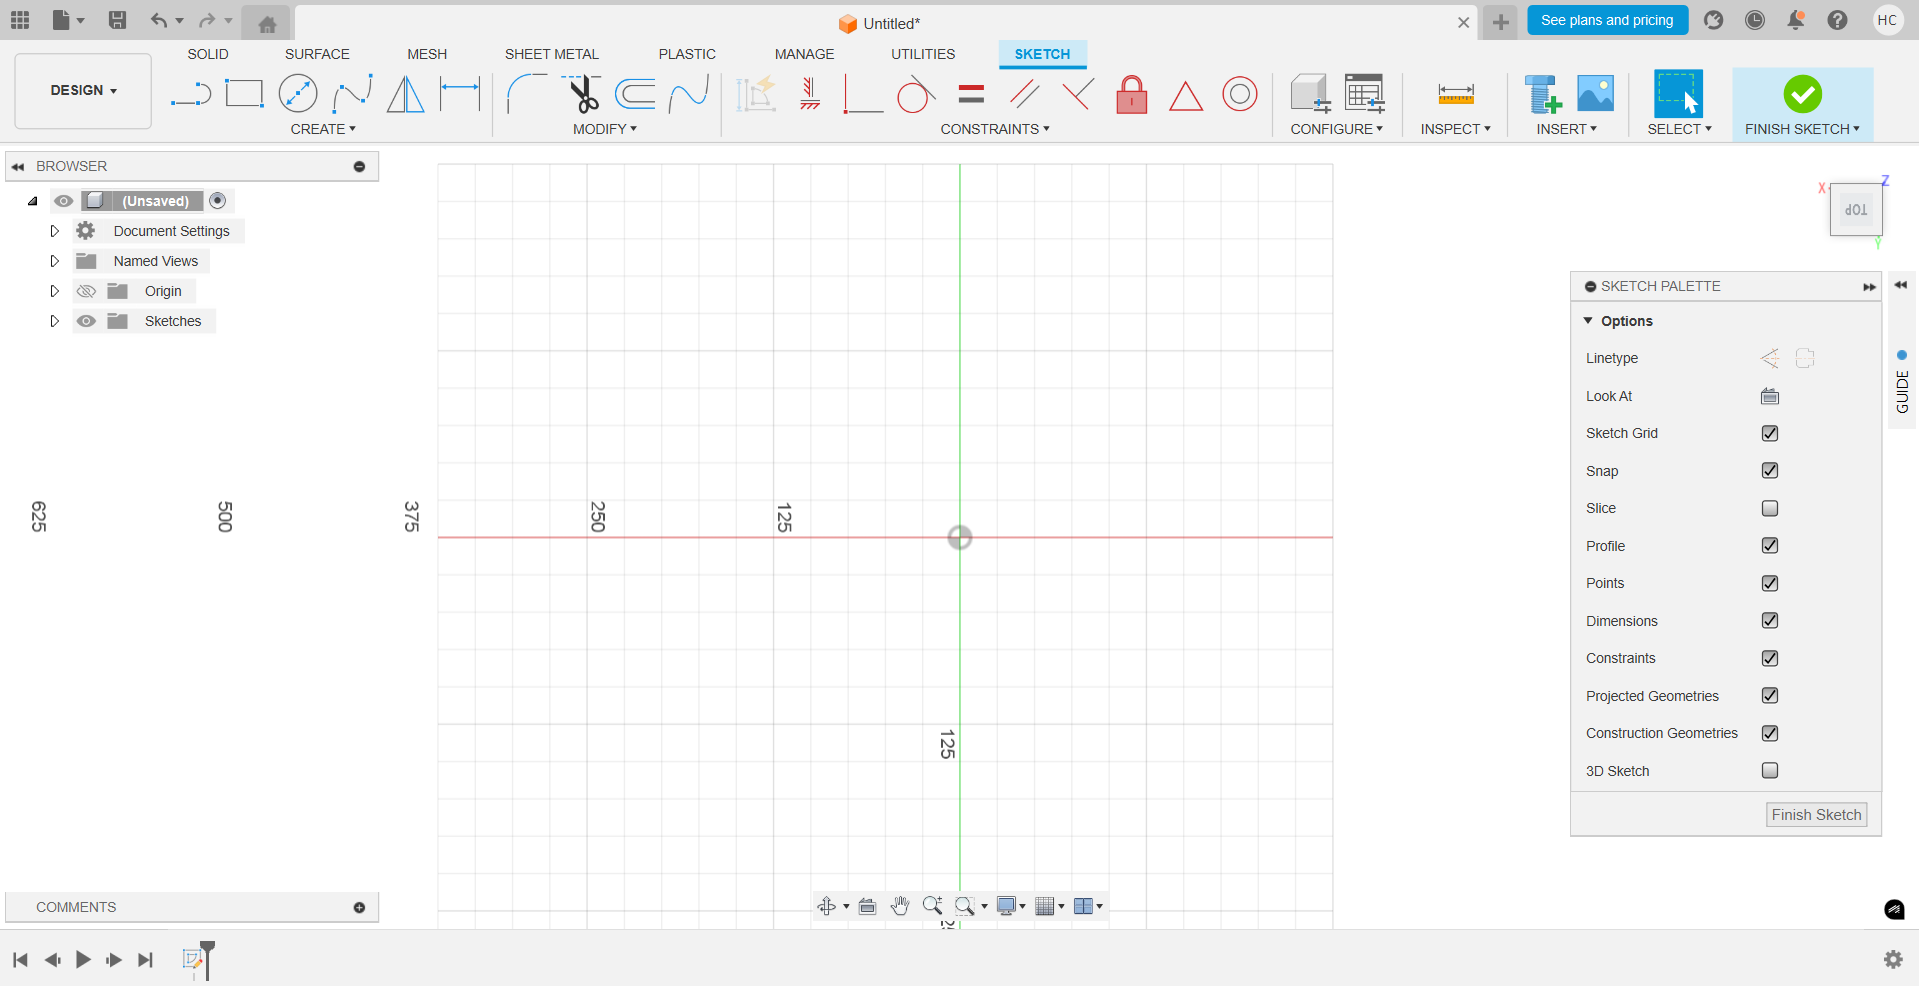 Untitled*
See plans and pricing
HC
DESIGN
SOLID
SURFACE
MESH
SHEET METAL
PLASTIC
MANAGE
UTILITIES
SKETCH
CREATE
MODIFY
CONSTRAINTS
CONFIGURE
INSPECT
INSERT
SELECT
FINISH SKETCH
BROWSER
(Unsaved)
Document Settings
Named Views
Origin
Sketches
X
Z
TOP
Y
SKETCH PALETTE
Options
Linetype
Look At
Sketch Grid
Snap
Slice
Profile
Points
Dimensions
Constraints
Projected Geometries
Construction Geometries
3D Sketch
Finish Sketch
GUIDE
625
500
375
250
125
125
COMMENTS